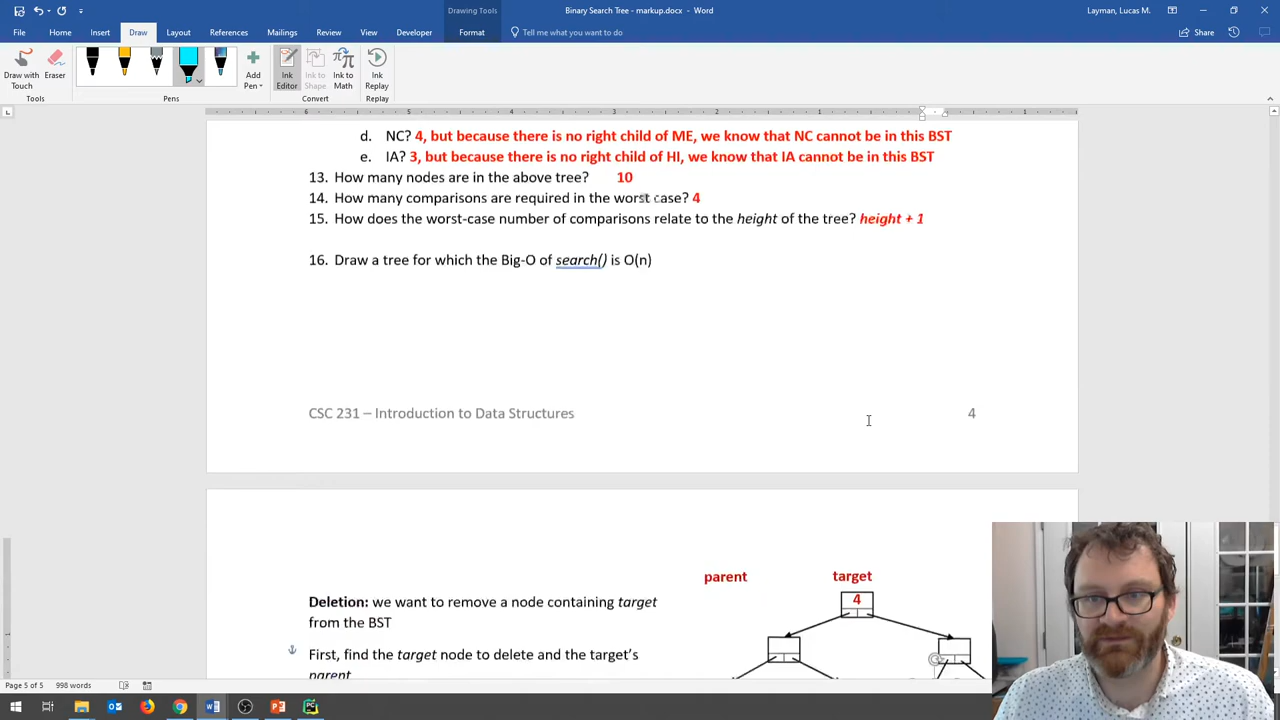 Drawing Tools
Binary Search Tree - markup.docx - Word
Layman, Lucas M.
File Home Insert Draw Layout References Mailings Review View Developer Format Tell me what you want to do Share
Draw with Touch
Eraser
Add Pen
Ink Editor
Ink to Shape
Ink to Math
Ink Replay
Tools Pens Convert Replay
6 5 4 3 2 1 1
d. NC? 4, but because there is no right child of ME, we know that NC cannot be in this BST
e. IA? 3, but because there is no right child of HI, we know that IA cannot be in this BST
13. How many nodes are in the above tree? 10
14. How many comparisons are required in the worst case? 4
15. How does the worst-case number of comparisons relate to the height of the tree? height + 1
16. Draw a tree for which the Big-O of search() is O(n)
CSC 231 – Introduction to Data Structures 4
parent target
4
Deletion: we want to remove a node containing target
from the BST
First, find the target node to delete and the target's
parent
Page 5 of 5 998 words